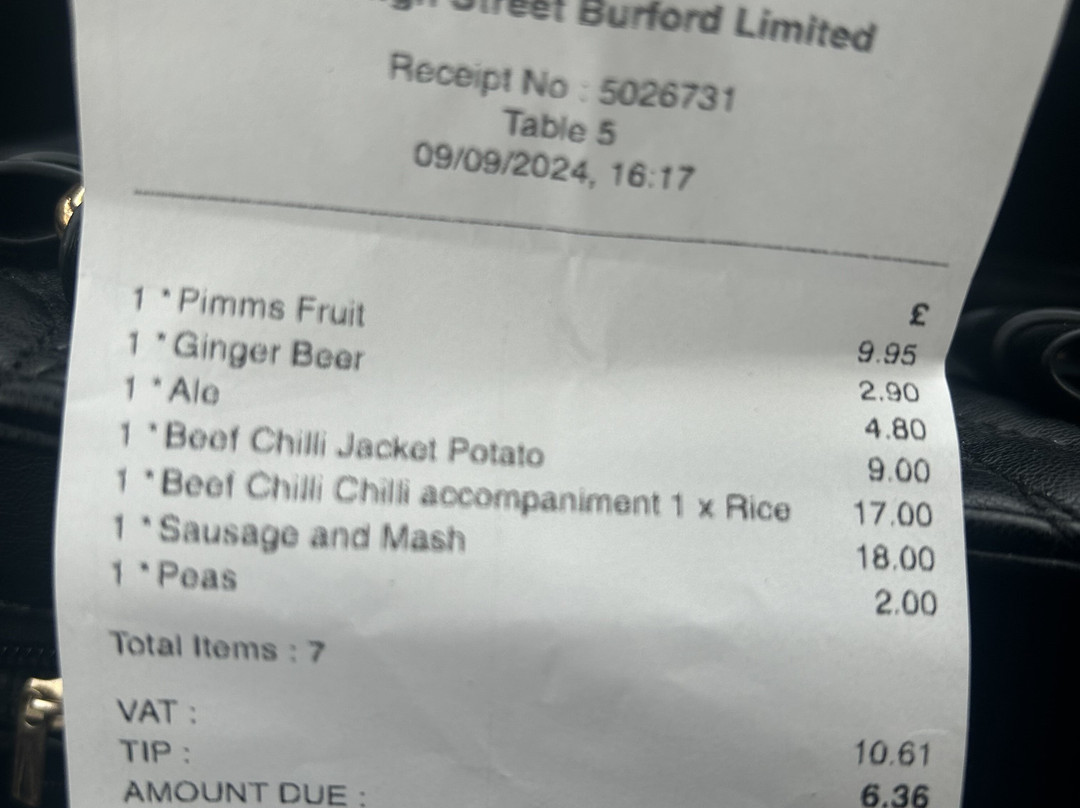 Street Burford Limited
Receipt No : 5026731
Table 5
09/09/2024, 16:17
£
1 * Pimms Fruit 9.95
1 * Ginger Beer 2.90
1 * Ale 4.80
1 * Beef Chilli Jacket Potato 9.00
1 * Beef Chilli Chilli accompaniment 1 x Rice 17.00
1 * Sausage and Mash 18.00
1 * Peas 2.00
Total Items : 7
VAT : 10.61
TIP : 6.36
AMOUNT DUE :